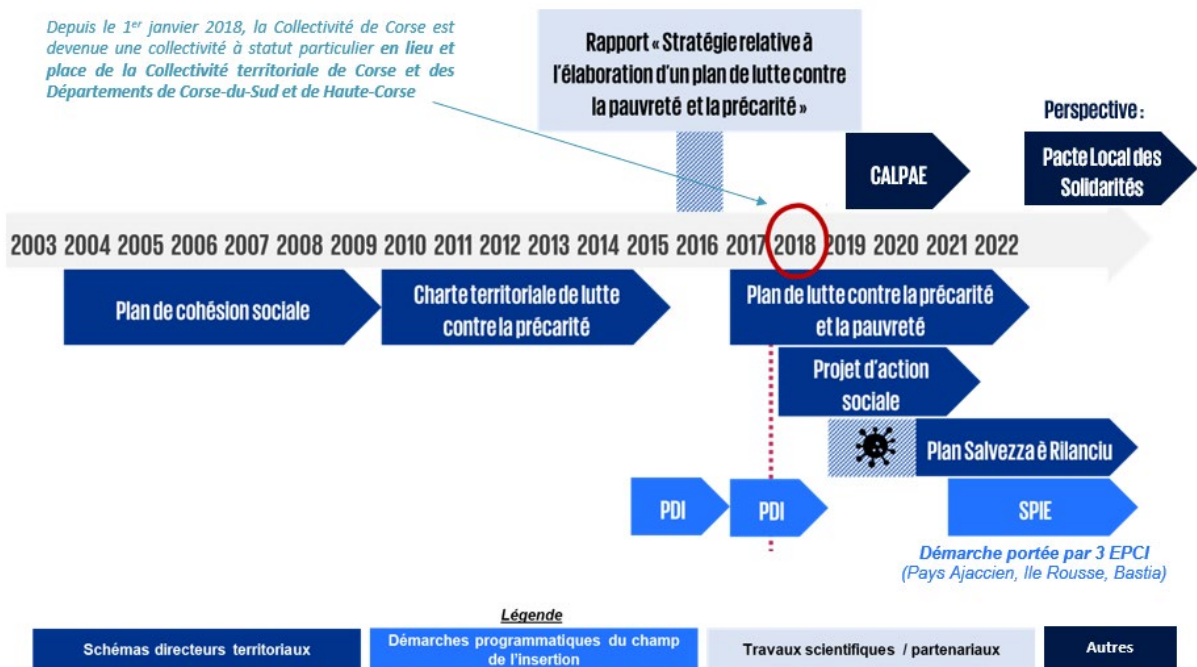 Depuis le 1er janvier 2018, la Collectivité de Corse est
devenue une collectivité à statut particulier en lieu et
place de la Collectivité territoriale de Corse et des
Départements de Corse-du-Sud et de Haute-Corse
Rapport « Stratégie relative à
l'élaboration d'un plan de lutte contre
la pauvreté et la précarité »
Perspective :
CALPAE
Pacte Local des
Solidarités
2003 2004 2005 2006 2007 2008 2009 2010 2011 2012 2013 2014 2015 2016 2017 2018 2019 2020 2021 2022
Plan de cohésion sociale
Charte territoriale de lutte
contre la précarité
Plan de lutte contre la précarité
et la pauvreté
Projet d'action
sociale
Plan Salvezza è Rilanciu
PDI
PDI
SPIE
Démarche portée par 3 EPCI
(Pays Ajaccien, Ile Rousse, Bastia)
Légende
Schémas directeurs territoriaux
Démarches programmatiques du champ
de l'insertion
Travaux scientifiques / partenariaux
Autres